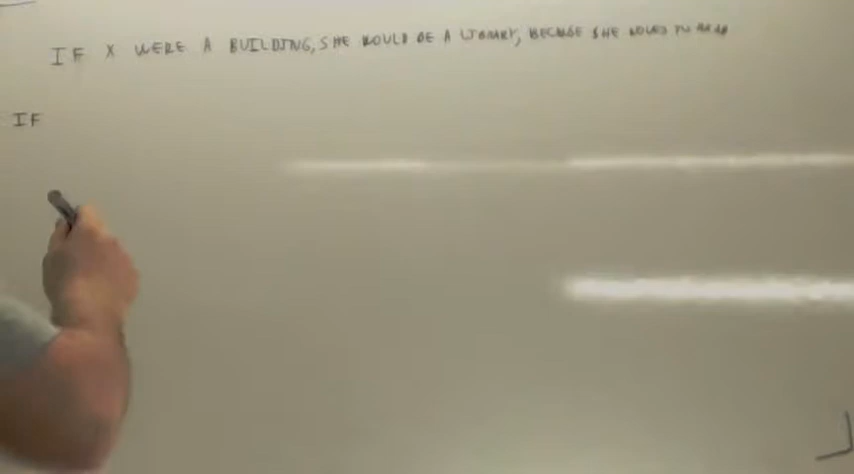 IF X WERE A BUILDING, SHE WOULD BE A LIBRARY, BECAUSE SHE LOVES TO READ
IF